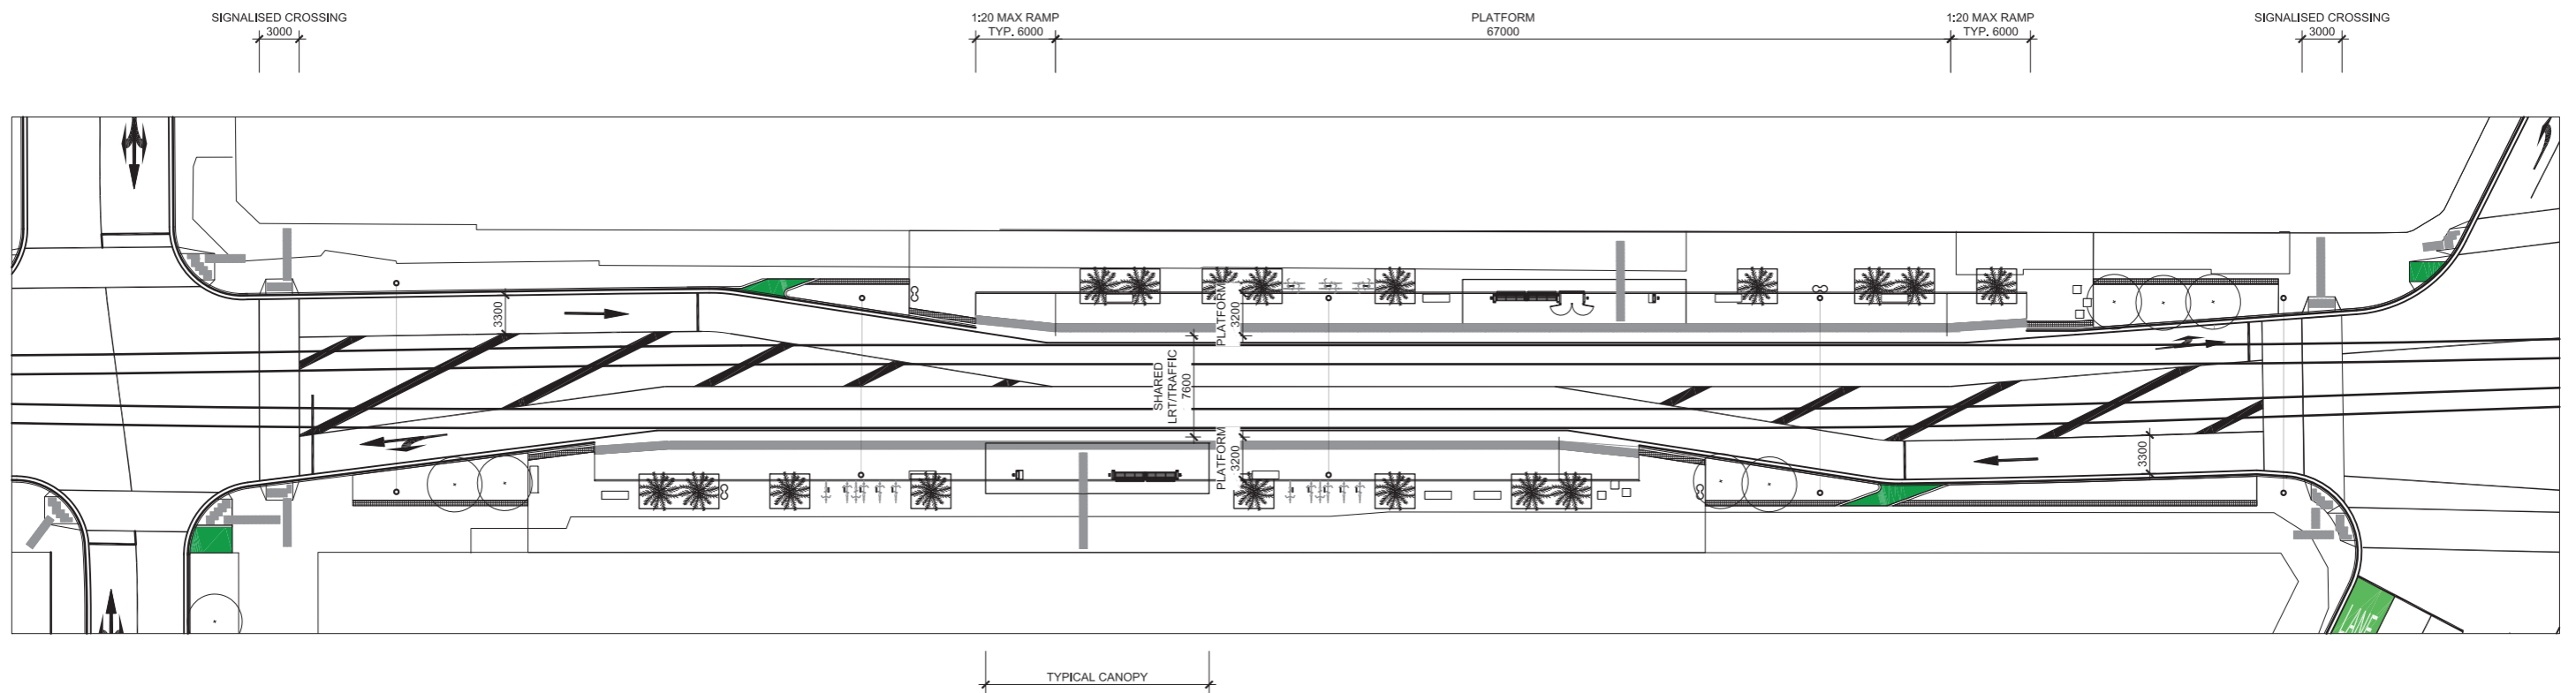 SIGNALISED CROSSING
3000
1:20 MAX RAMP
TYP. 6000
PLATFORM
67000
1:20 MAX RAMP
TYP. 6000
SIGNALISED CROSSING
3000
3300
PLATFORM
3200
SHARED
LRT/TRAFFIC
7600
PLATFORM
3200
3300
LANE
TYPICAL CANOPY